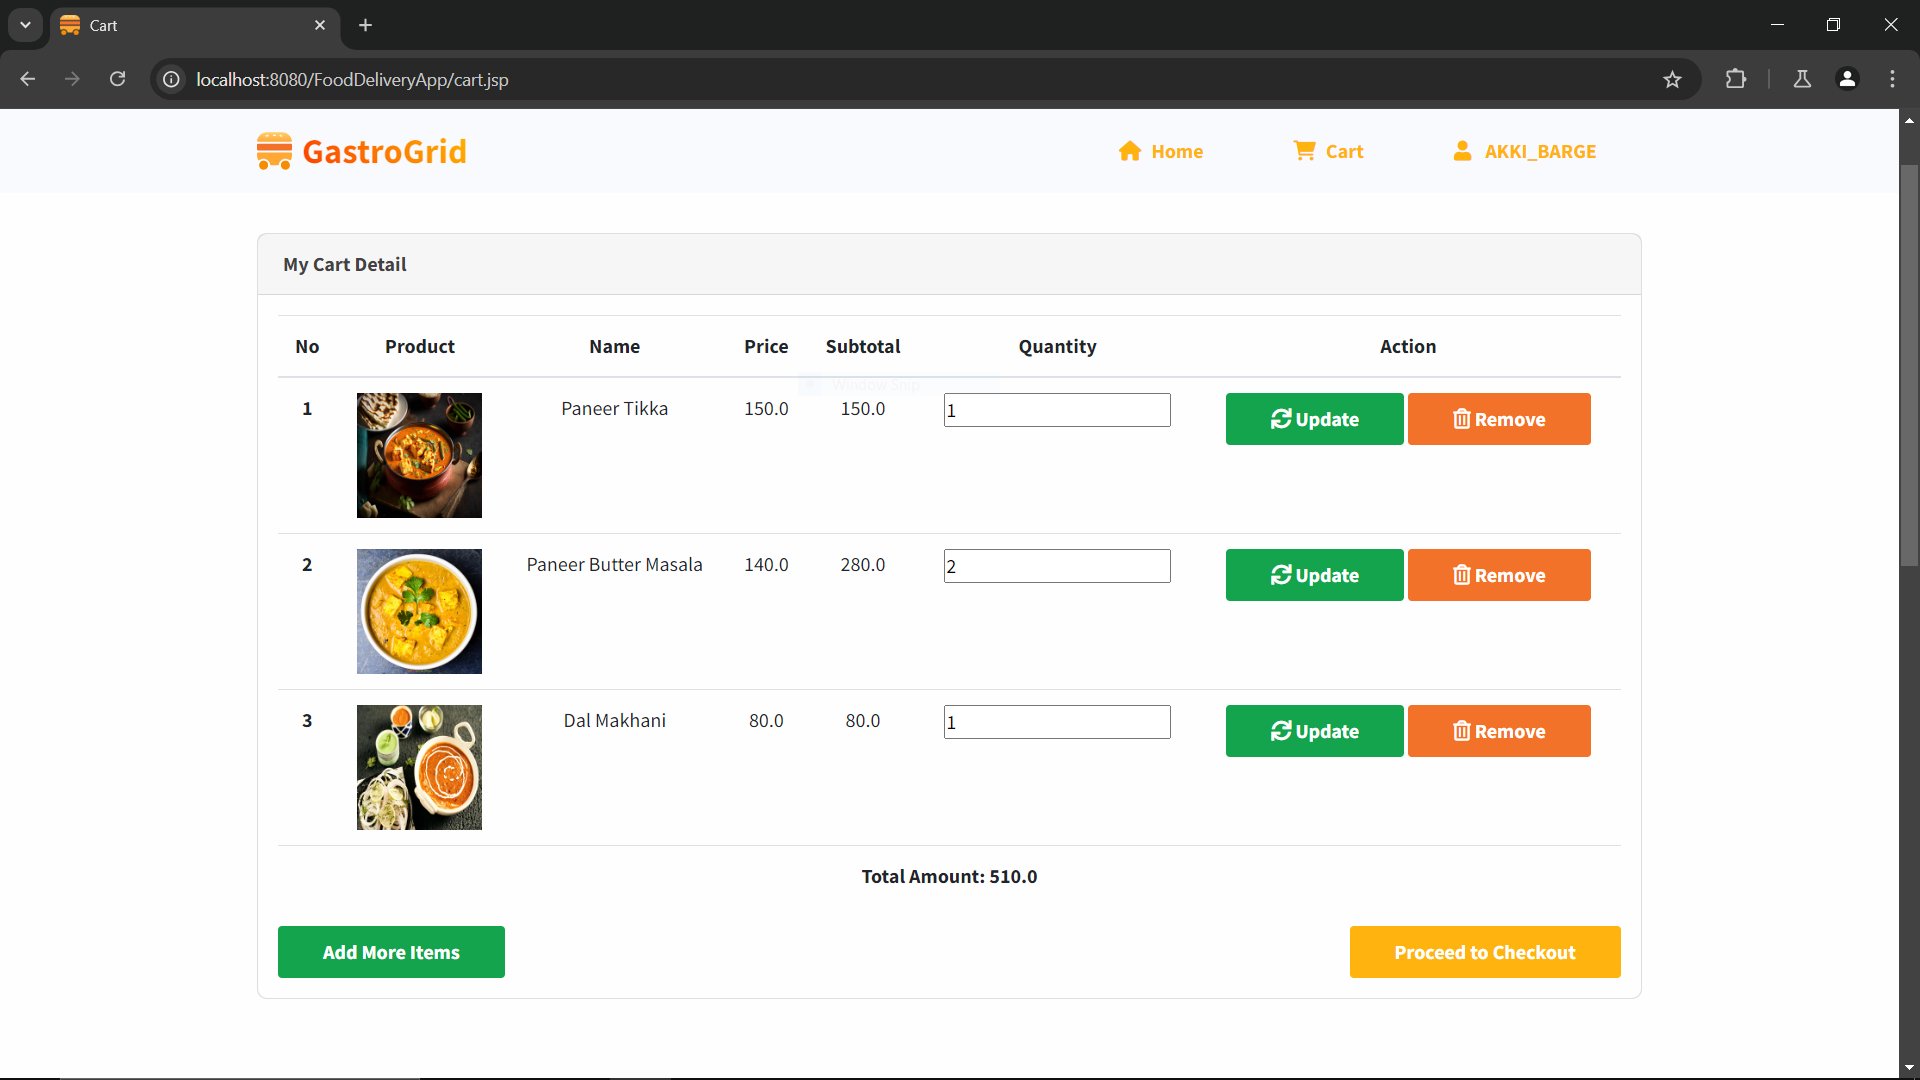 Cart
localhost:8080/FoodDeliveryApp/cart.jsp
GastroGrid
Home
Cart
AKKI_BARGE
My Cart Detail
No Product Name Price Subtotal Quantity Action
Window Snip
1 Paneer Tikka 150.0 150.0 1 Update Remove
2 Paneer Butter Masala 140.0 280.0 2 Update Remove
3 Dal Makhani 80.0 80.0 1 Update Remove
Total Amount: 510.0
Add More Items
Proceed to Checkout